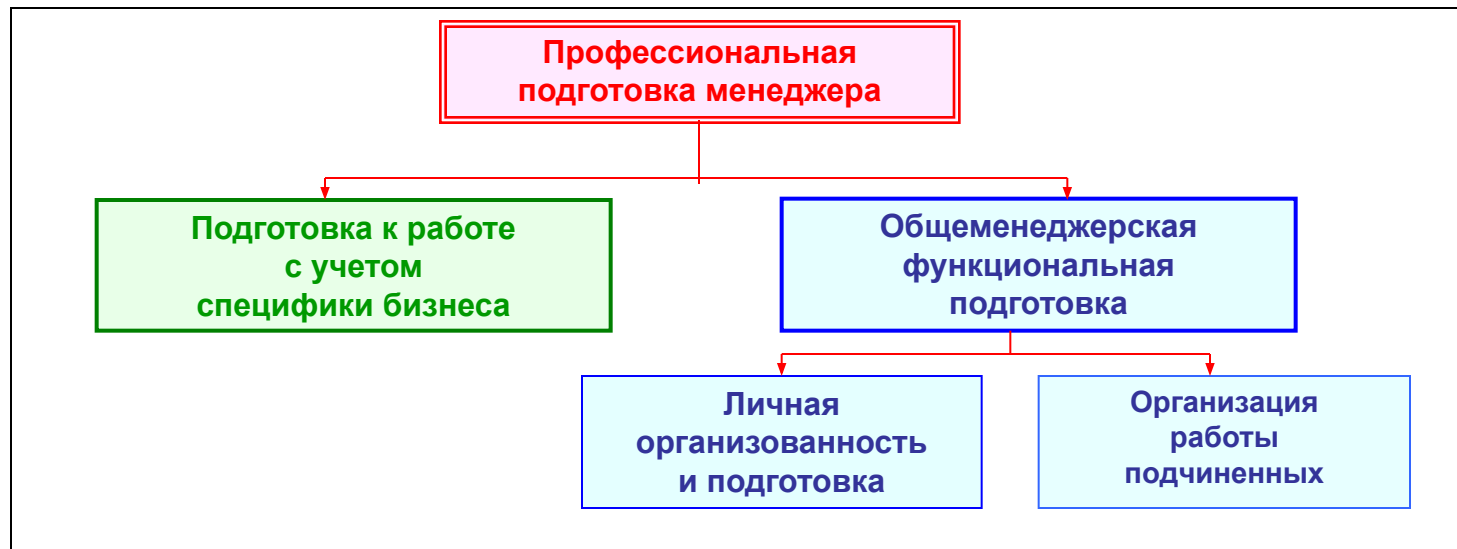 Профессиональная
подготовка менеджера
Подготовка к работе
с учетом
специфики бизнеса
Общеменеджерская
функциональная
подготовка
Личная
организованность
и подготовка
Организация
работы
подчиненных